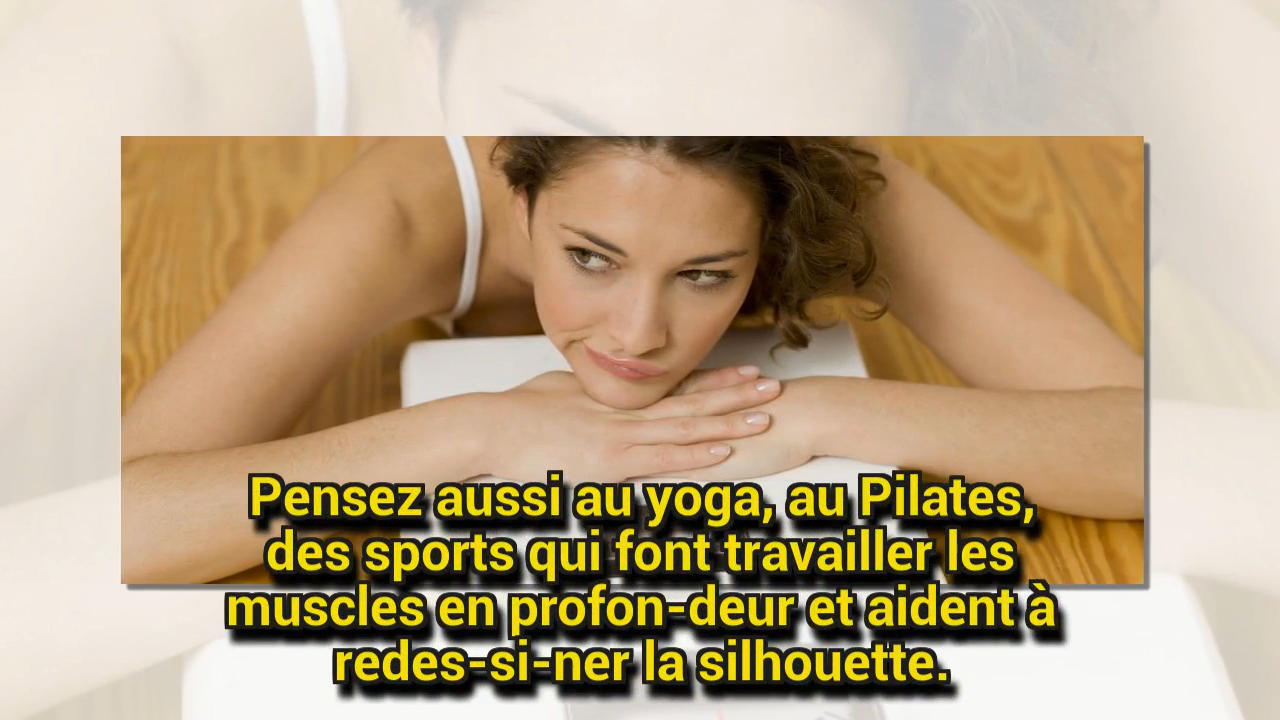 Pensez aussi au yoga, au Pilates,
des sports qui font travailler les
muscles en profon-deur et aident à
redes-si-ner la silhouette.